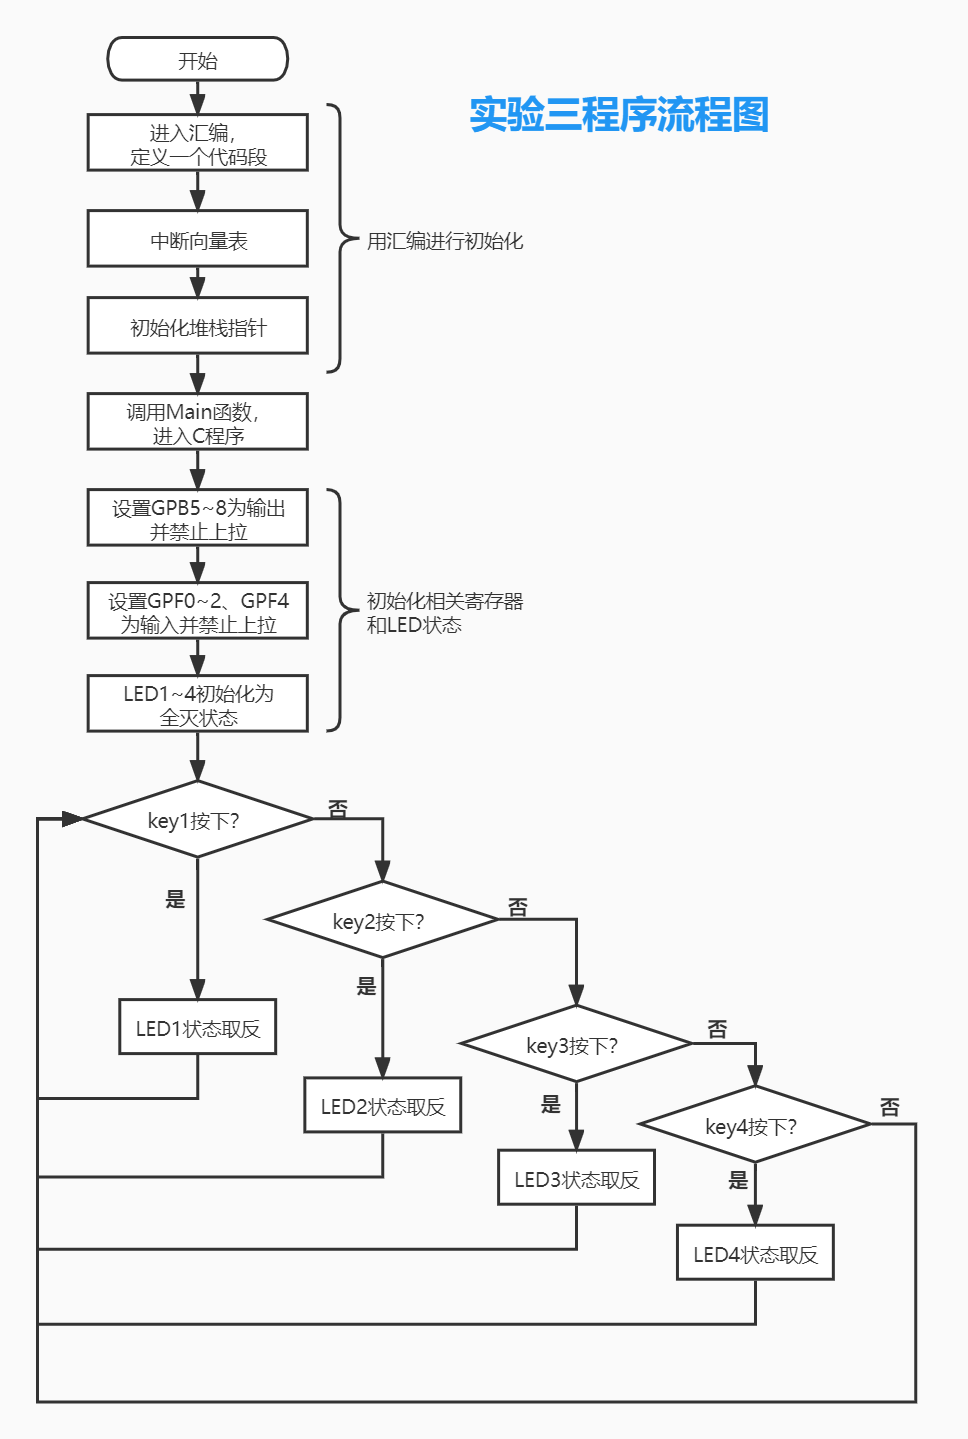 开始
实验三程序流程图
进入汇编，
定义一个代码段
中断向量表
用汇编进行初始化
初始化堆栈指针
调用Main函数，
进入C程序
设置GPB5~8为输出
并禁止上拉
设置GPF0~2、GPF4
为输入并禁止上拉
初始化相关寄存器
和LED状态
LED1~4初始化为
全灭状态
key1按下？
否
是
key2按下？
否
是
LED1状态取反
key3按下？
否
是
LED2状态取反
key4按下？
否
是
LED3状态取反
LED4状态取反